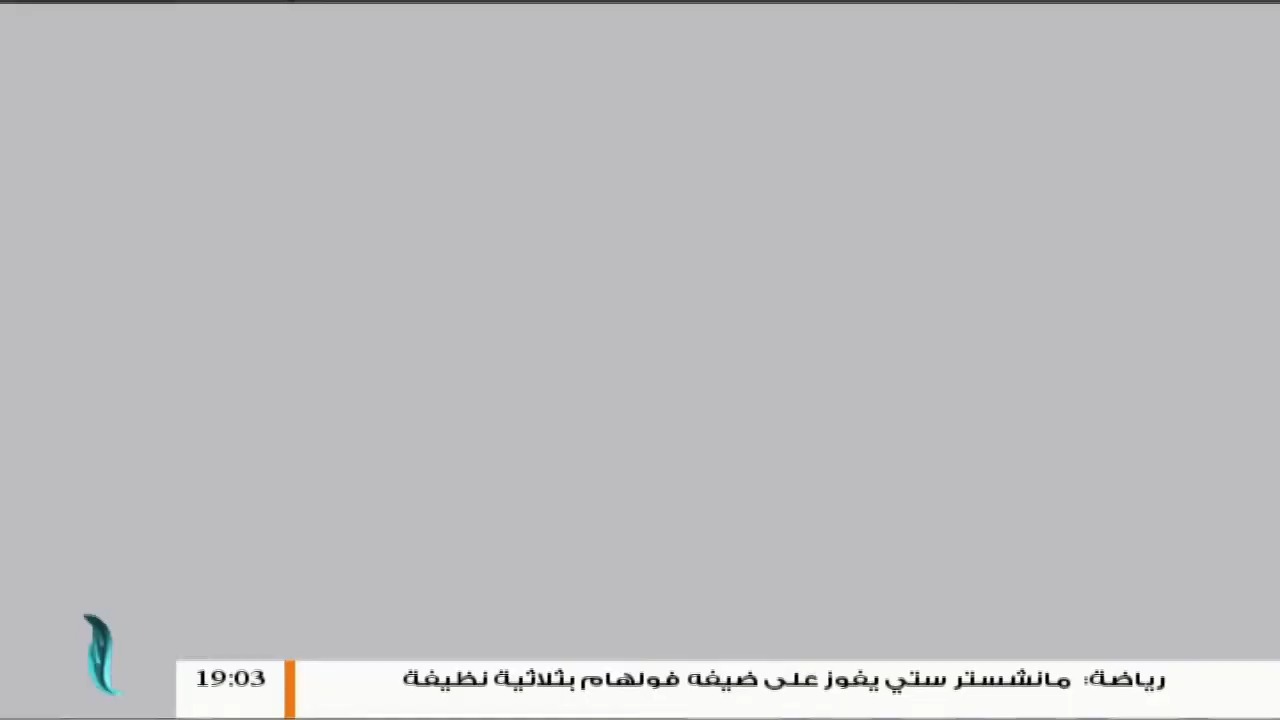 رياضة: مانشستر ستي يفوز على ضيفه فولهام بثلاثية نظيفة
19:03